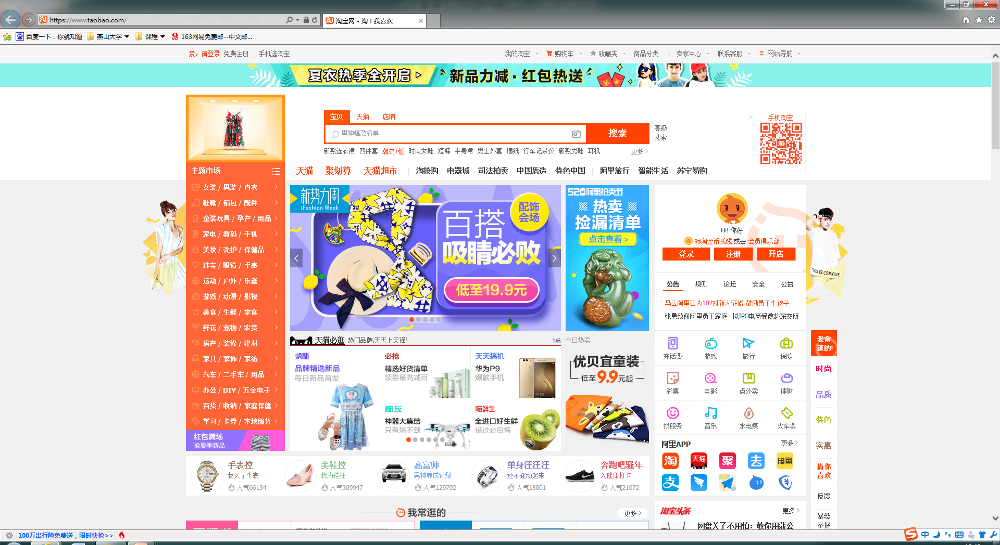 https://www.taobao.com/
淘宝网 - 淘！我喜欢
百度一下，你就知道 燕山大学 课程 163网易免费邮--中文邮...
亲，请登录 免费注册 手机逛淘宝
我的淘宝 购物车 收藏夹 商品分类 卖家中心 联系客服 网站导航
夏衣热季全开启
新品力减·红包热送
宝贝 天猫 店铺
男神爆款清单
搜索
高级
搜索
手机淘宝
新款连衣裙 四件套 潮流T恤 时尚女鞋 短裤 半身裙 男士外套 墙纸 行车记录仪 新款男鞋 耳机 更多
主题市场
天猫 聚划算 天猫超市 淘抢购 电器城 司法拍卖 中国质造 特色中国 阿里旅行 智能生活 苏宁易购
女装 / 男装 / 内衣
鞋靴 / 箱包 / 配件
童装玩具 / 孕产 / 用品
家电 / 数码 / 手机
美妆 / 洗护 / 保健品
珠宝 / 眼镜 / 手表
运动 / 户外 / 乐器
游戏 / 动漫 / 影视
美食 / 生鲜 / 零食
鲜花 / 宠物 / 农资
房产 / 装修 / 建材
家具 / 家饰 / 家纺
汽车 / 二手车 / 用品
办公 / DIY / 五金电子
百货 / 收纳 / 家庭保健
学习 / 卡券 / 本地服务
红包满场
抢夏季新品
新势力周
iFashion Week
百搭
吸睛必败
配饰
会场
低至19.9元
520阿里拍卖节
热卖
捡漏清单
点击查看 >
Hi! 你好
领淘金币抵钱 或去 会员俱乐部
登录 注册 开店
THIS IS CONNIVE
公告 规则 论坛 安全 公益
马云阿里日为102对新人证婚 鼓励员工生孩子
张勇致谢阿里员工家庭 拟IPO电商受邀赴深交所
天猫必逛 热门品牌,天天上天猫! 1/6
今日热卖
焕新
品牌精选新品
每日新品首发
必抢
精选好货清单
领券最高减百
天天搞机
华为P9
爆款手机
酷玩
神器大集结
只有想不到
喵鲜生
全进口好生鲜
错过必后悔
优贝宜童装
低至9.9元起
充话费 游戏 旅行 保险
彩票 电影 点外卖 理财
找服务 音乐 水电煤 火车票
阿里APP 更多
淘 天猫 聚 去 闲鱼
支
我常
逛的
时尚
品质
特色
实惠
猜你
喜欢
反馈
暴恐
举报
手表控
我买了个表
人气66134
美鞋控
我为鞋狂
人气309947
高富帅
男神养成计划
人气129792
单身汪汪汪
还不骚动起来
人气18001
奔跑吧骚年
为健康打卡
人气21072
我常逛的 更多
淘宝头条 更多
网盘关了不用怕：教你用蒲公
100万出行险免费送，限时快抢>>
中